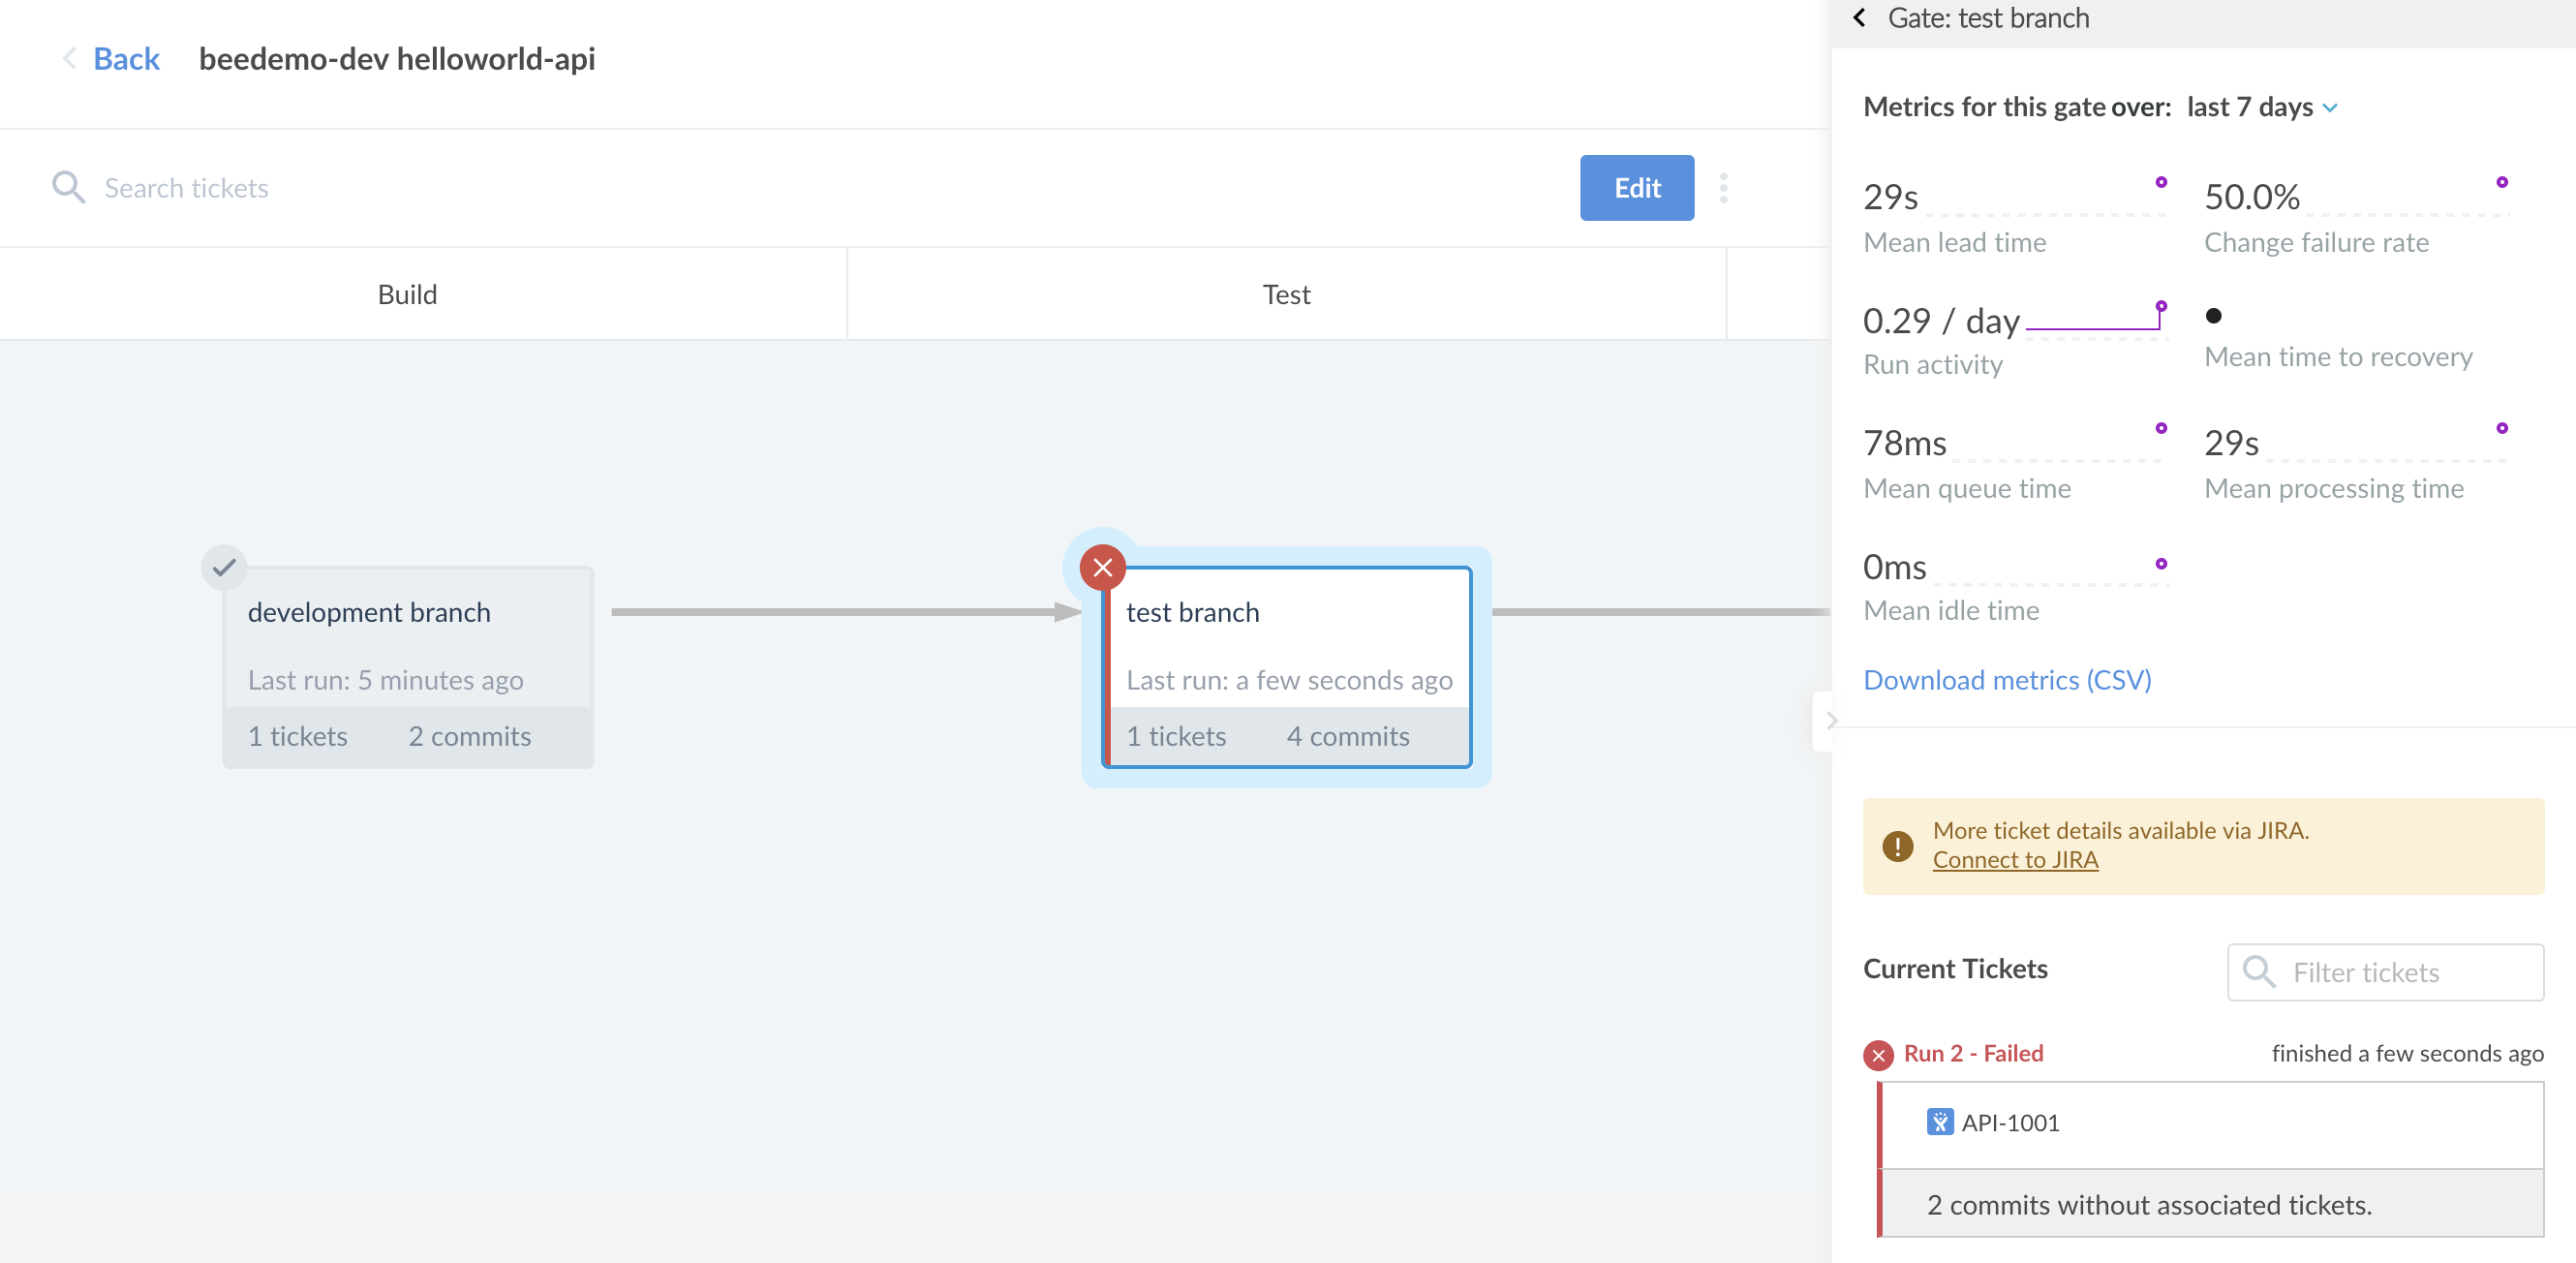 Back beedemo-dev helloworld-api
Search tickets
Edit
Build
Test
development branch
Last run: 5 minutes ago
1 tickets 2 commits
test branch
Last run: a few seconds ago
1 tickets 4 commits
Gate: test branch
Metrics for this gate over: last 7 days
29s
Mean lead time
50.0%
Change failure rate
0.29 / day
Run activity
Mean time to recovery
78ms
Mean queue time
29s
Mean processing time
0ms
Mean idle time
Download metrics (CSV)
More ticket details available via JIRA.
Connect to JIRA
Current Tickets
Filter tickets
Run 2 - Failed
finished a few seconds ago
API-1001
2 commits without associated tickets.